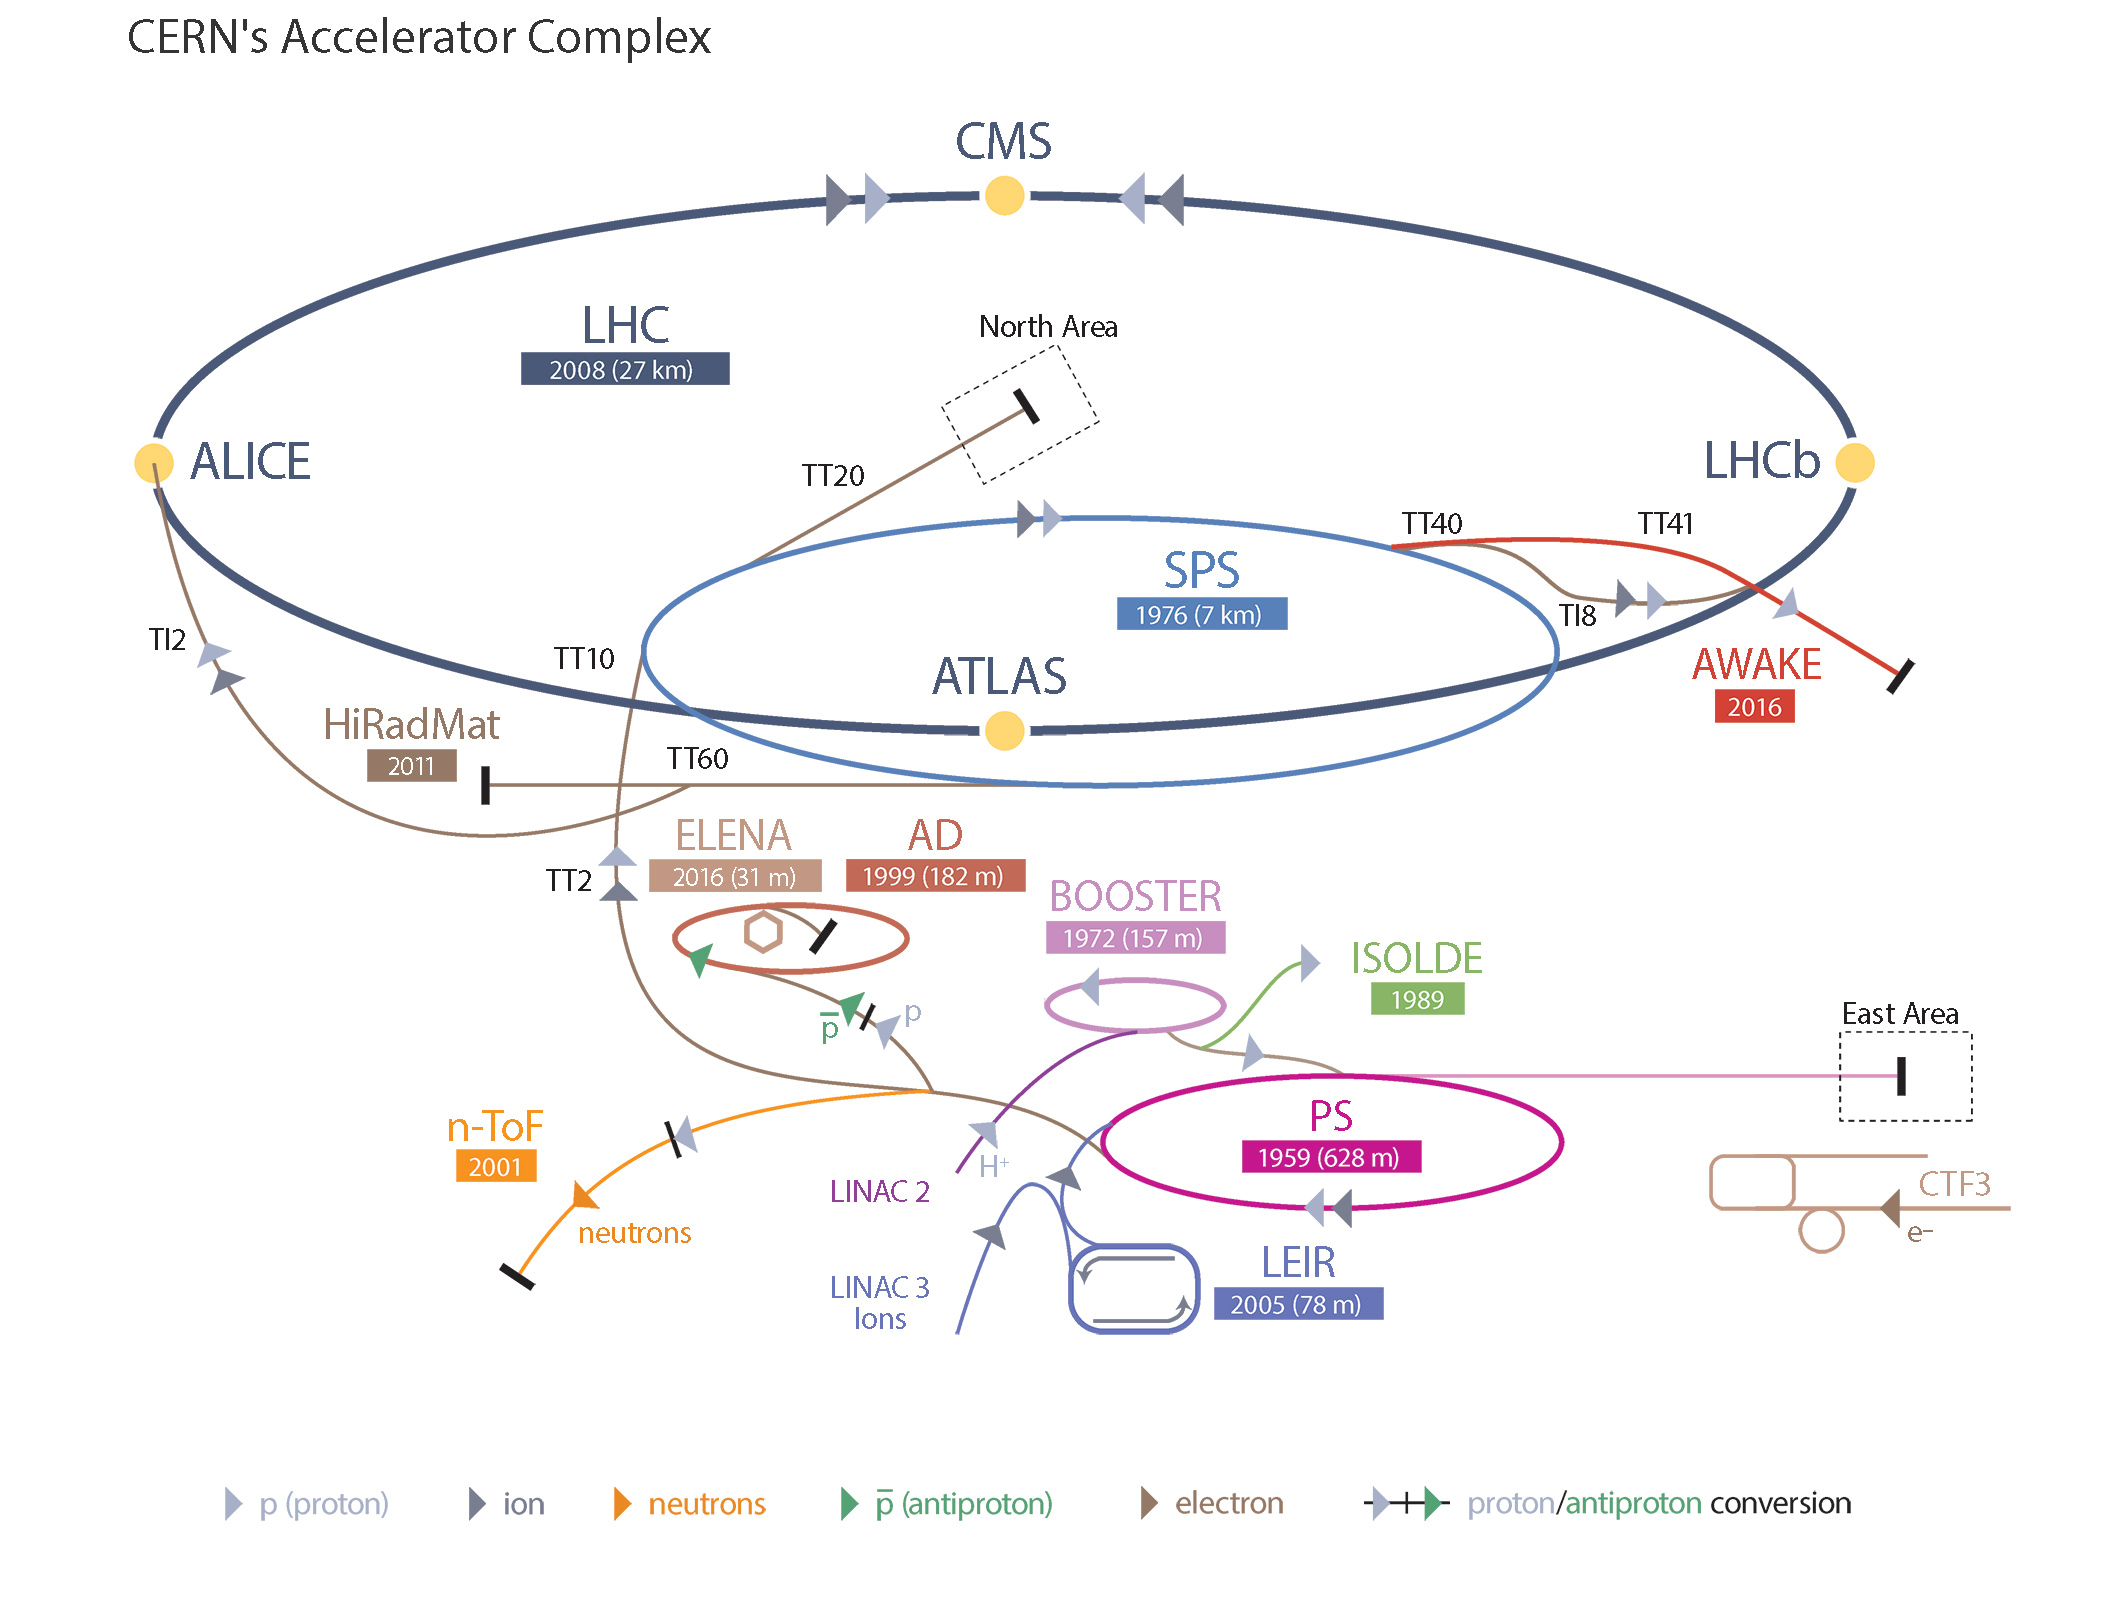 CERN's Accelerator Complex
CMS
LHC
2008 (27 km)
North Area
ALICE
TT20
LHCb
TT40
TT41
SPS
1976 (7 km)
TI8
TI2
TT10
ATLAS
AWAKE
2016
HiRadMat
2011
TT60
ELENA
2016 (31 m)
AD
1999 (182 m)
TT2
BOOSTER
1972 (157 m)
ISOLDE
1989
p
p̅
East Area
n-ToF
2001
PS
1959 (628 m)
H⁺
LINAC 2
CTF3
e⁻
neutrons
LEIR
2005 (78 m)
LINAC 3
Ions
p (proton)
ion
neutrons
p̅ (antiproton)
electron
proton/antiproton conversion